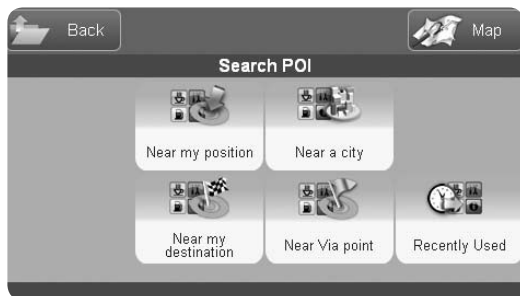 Back
Map
Search POI
Near my position
Near a city
Near my
destination
Near Via point
Recently Used